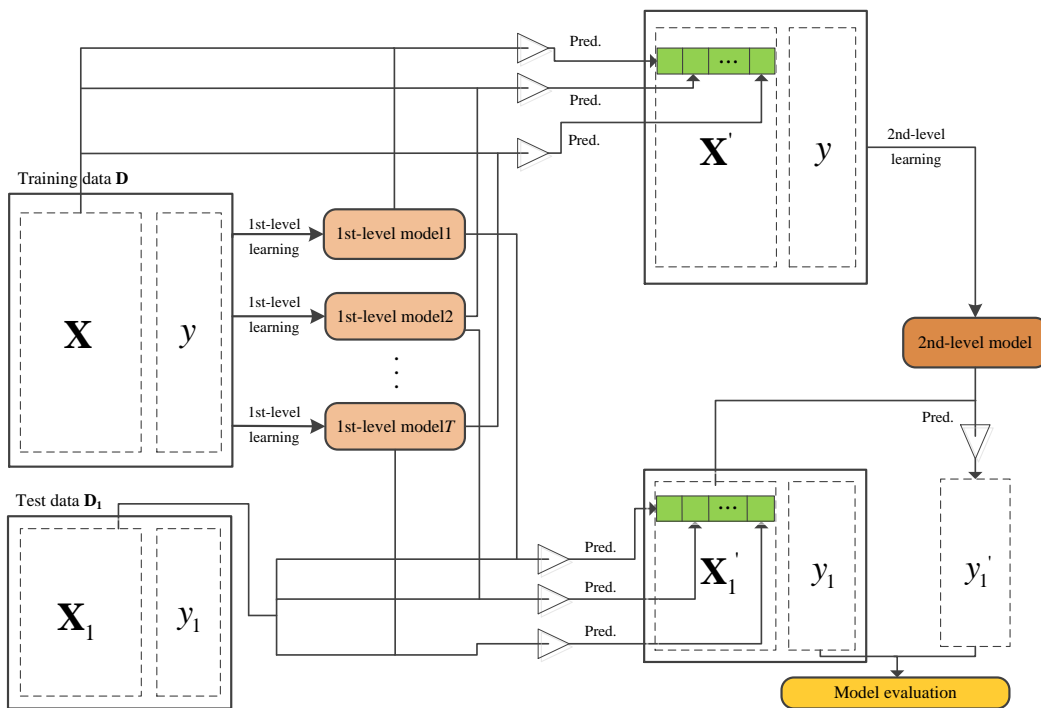 Pred.
Pred.
Pred.
...
X' y
2nd-level
learning
Training data D
X y
1st-level
learning
1st-level model1
1st-level
learning
1st-level model2
...
1st-level
learning
1st-level modelT
2nd-level model
Pred.
Test data D₁
X₁ y₁
Pred.
Pred.
Pred.
...
X₁' y₁
y₁'
Model evaluation